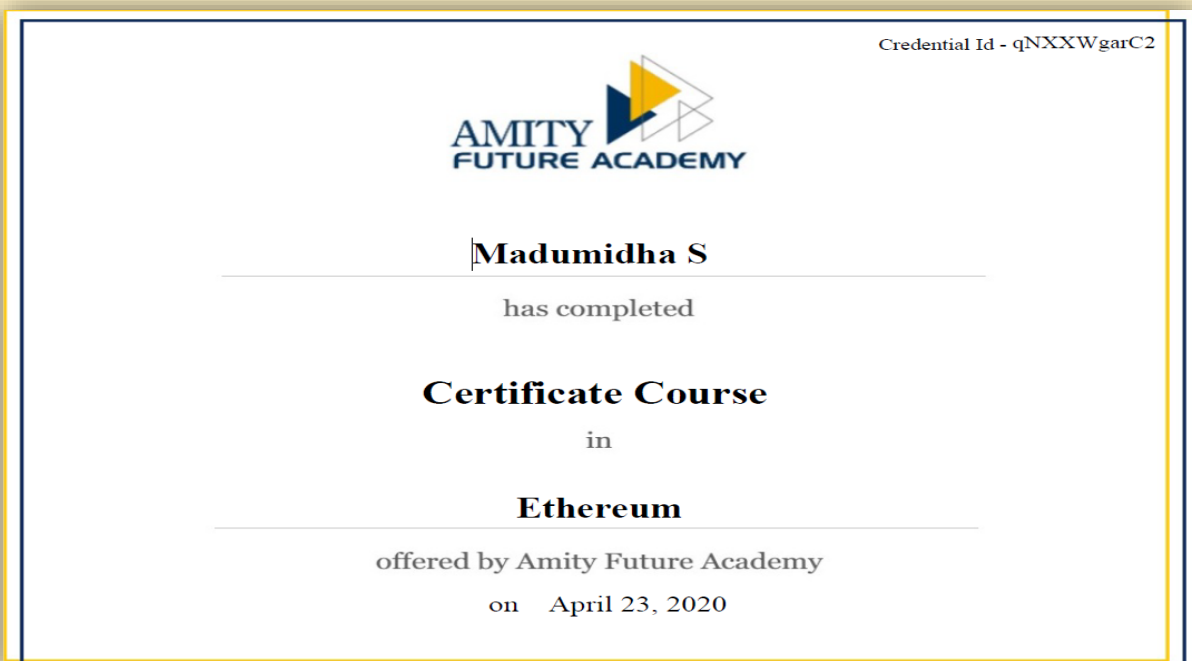 Credential Id - qNXXWgarC2
AMITY
FUTURE ACADEMY
Madumidha S
has completed
Certificate Course
in
Ethereum
offered by Amity Future Academy
on April 23, 2020